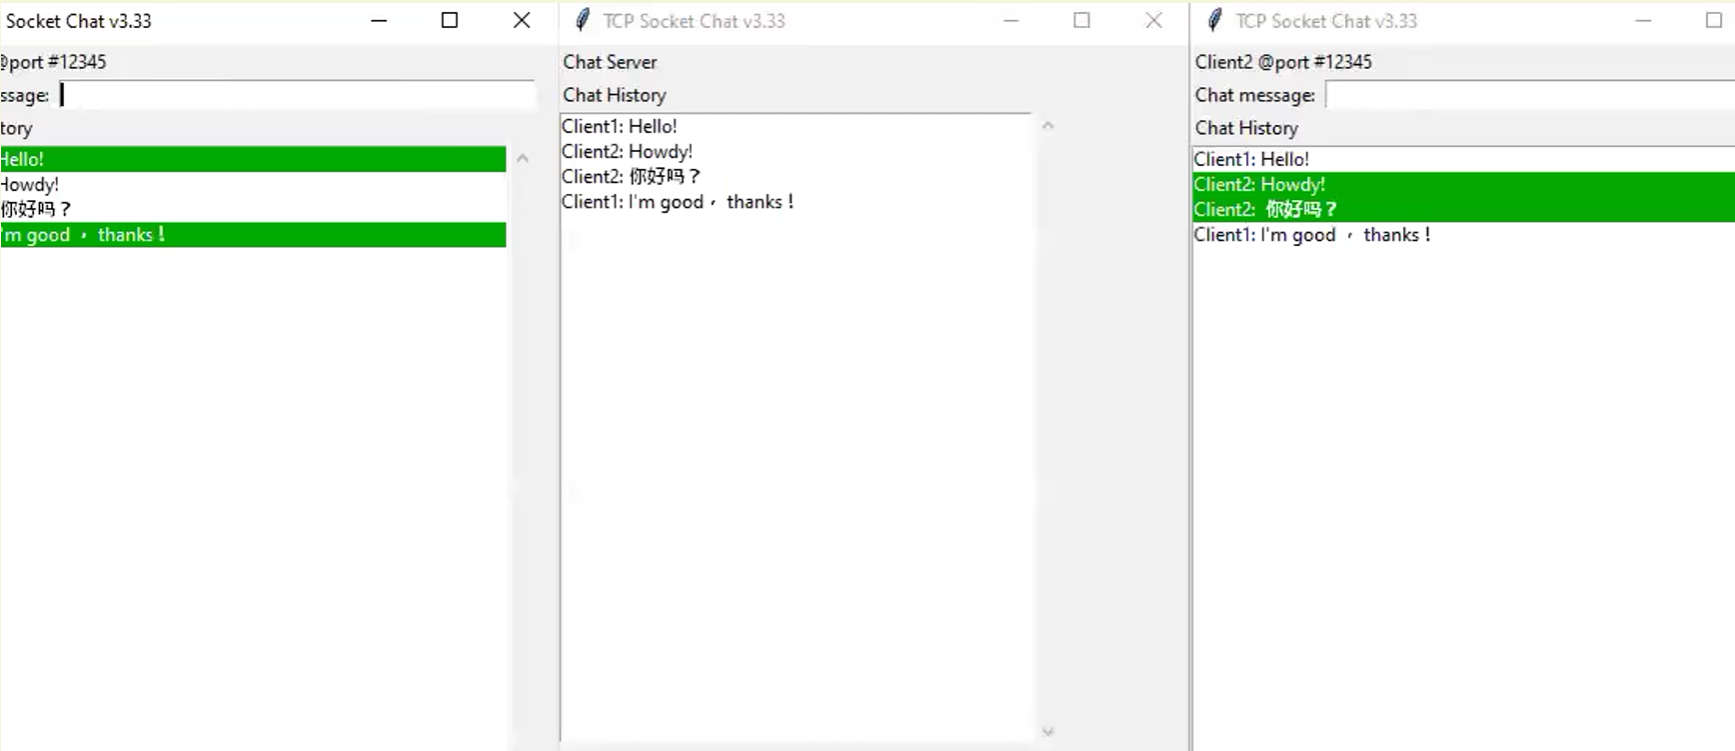 Socket Chat v3.33
@port #12345
ssage:
tory
Hello!
Howdy!
你好吗？
'm good ， thanks！
TCP Socket Chat v3.33
Chat Server
Chat History
Client1: Hello!
Client2: Howdy!
Client2: 你好吗？
Client1: I'm good， thanks！
TCP Socket Chat v3.33
Client2 @port #12345
Chat message:
Chat History
Client1: Hello!
Client2: Howdy!
Client2: 你好吗？
Client1: I'm good ， thanks！